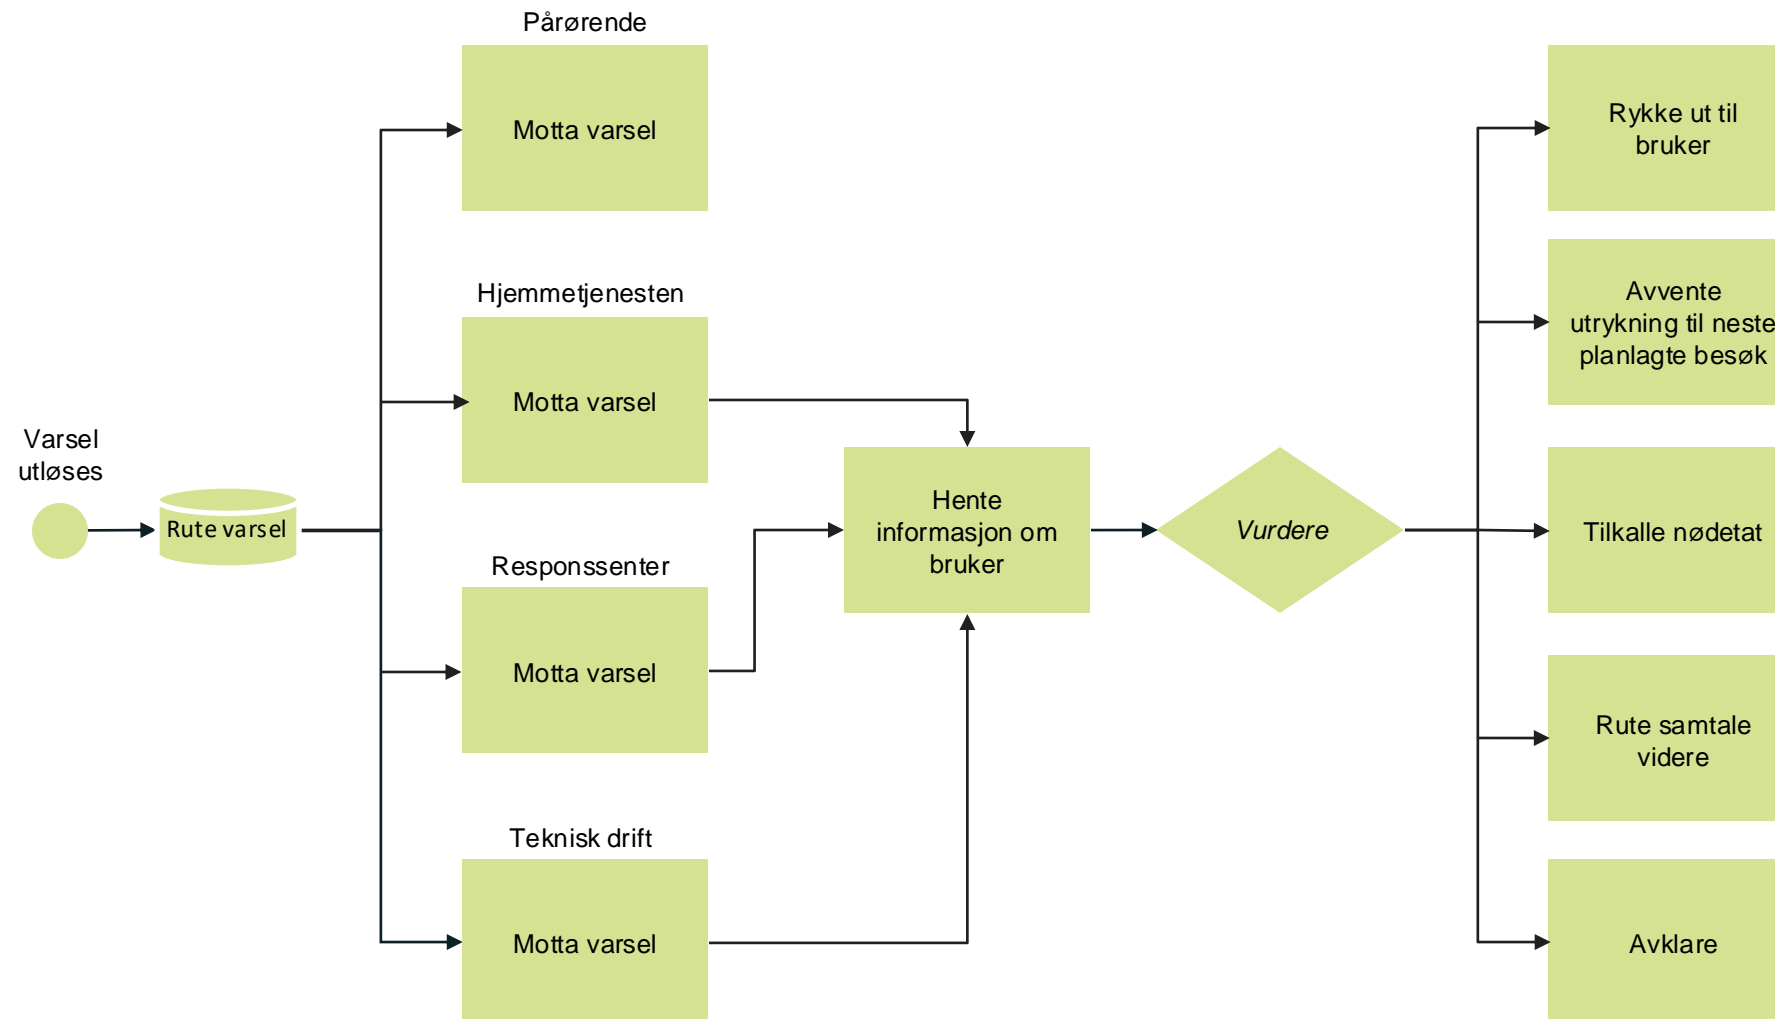 Pårørende
Motta varsel
Hjemmetjenesten
Motta varsel
Varsel
utløses
Rute varsel
Responssenter
Motta varsel
Teknisk drift
Motta varsel
Hente
informasjon om
bruker
Vurdere
Rykke ut til
bruker
Avvente
utrykning til neste
planlagte besøk
Tilkalle nødetat
Rute samtale
videre
Avklare